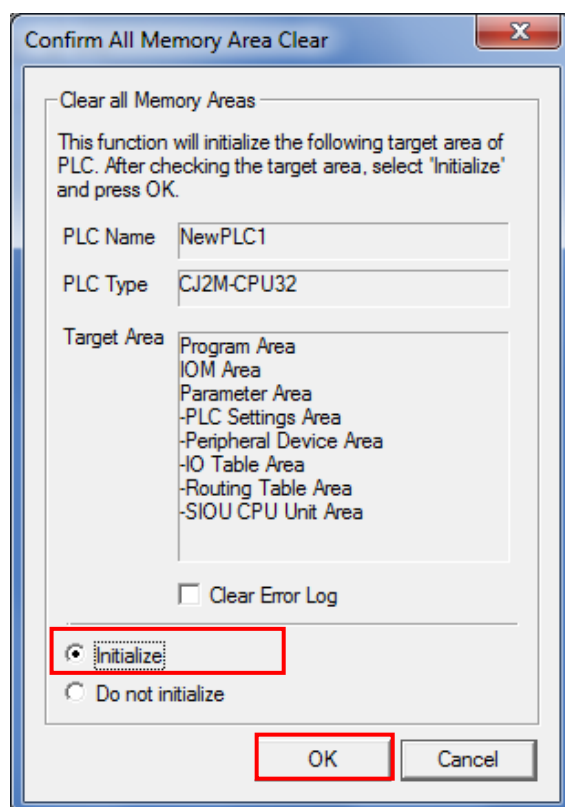 Confirm All Memory Area Clear
Clear all Memory Areas
This function will initialize the following target area of
PLC. After checking the target area, select 'Initialize'
and press OK.
PLC Name NewPLC1
PLC Type CJ2M-CPU32
Target Area Program Area
IOM Area
Parameter Area
-PLC Settings Area
-Peripheral Device Area
-IO Table Area
-Routing Table Area
-SIOU CPU Unit Area
Clear Error Log
Initialize
Do not initialize
OK Cancel